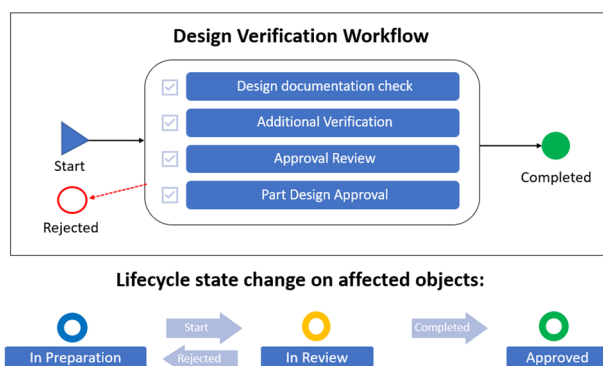 Design Verification Workflow
Design documentation check
Additional Verification
Approval Review
Part Design Approval
Start
Rejected
Completed
Lifecycle state change on affected objects:
Start
Completed
Rejected
In Preparation
In Review
Approved